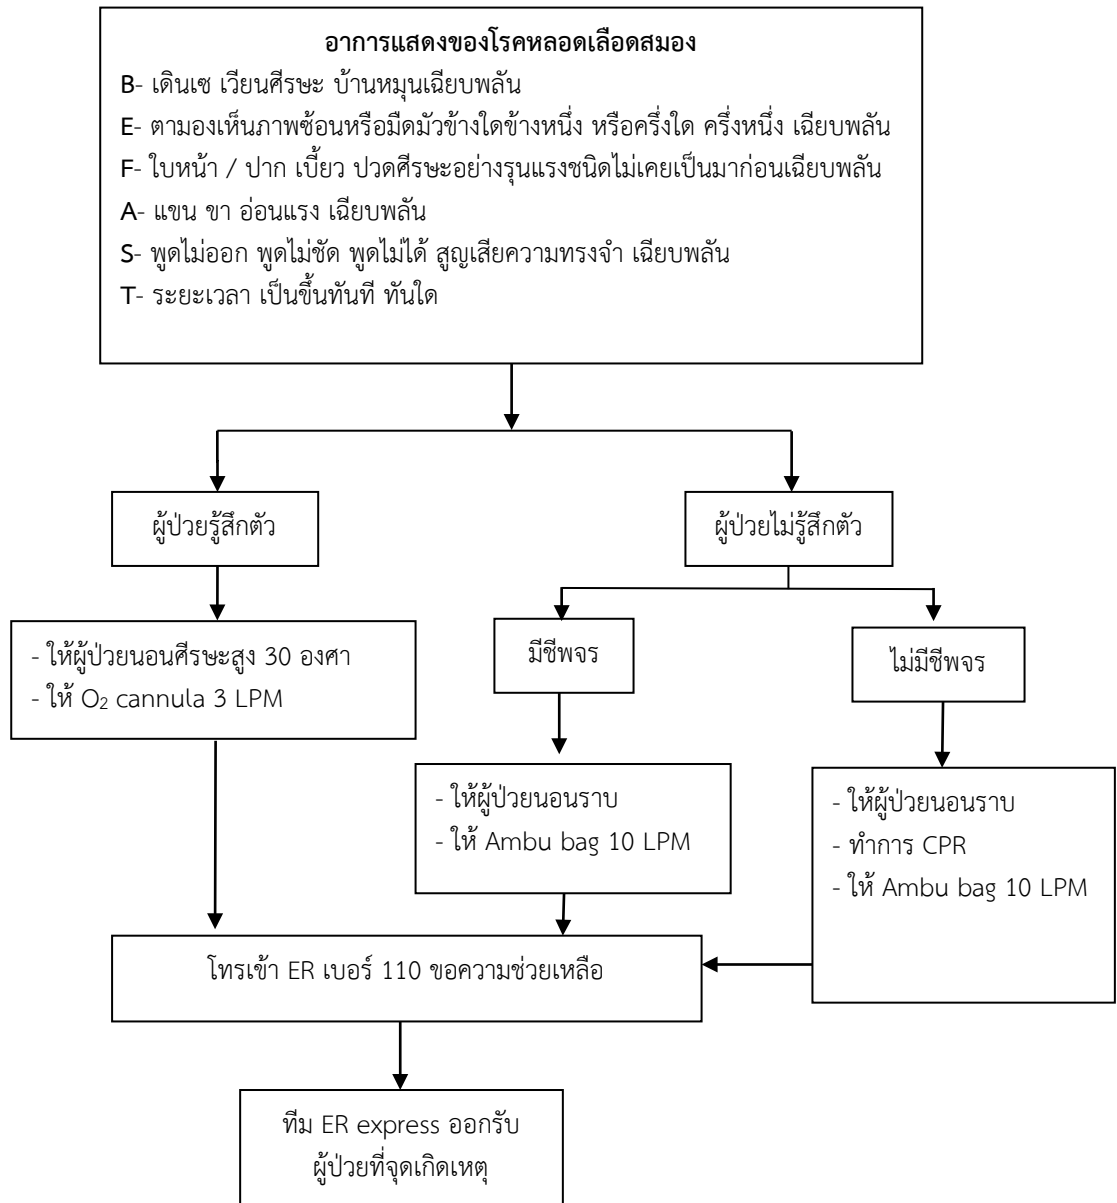 อาการแสดงของโรคหลอดเลือดสมอง
B- เดินเซ เวียนศีรษะ บ้านหมุนเฉียบพลัน
E- ตามองเห็นภาพซ้อนหรือมืดมัวข้างใดข้างหนึ่ง หรือครึ่งใด ครึ่งหนึ่ง เฉียบพลัน
F- ใบหน้า / ปาก เบี้ยว ปวดศีรษะอย่างรุนแรงชนิดไม่เคยเป็นมาก่อนเฉียบพลัน
A- แขน ขา อ่อนแรง เฉียบพลัน
S- พูดไม่ออก พูดไม่ชัด พูดไม่ได้ สูญเสียความทรงจำ เฉียบพลัน
T- ระยะเวลา เป็นขึ้นทันที ทันใด
ผู้ป่วยรู้สึกตัว
ผู้ป่วยไม่รู้สึกตัว
- ให้ผู้ป่วยนอนศีรษะสูง 30 องศา
- ให้ O₂ cannula 3 LPM
มีชีพจร
ไม่มีชีพจร
- ให้ผู้ป่วยนอนราบ
- ให้ Ambu bag 10 LPM
- ให้ผู้ป่วยนอนราบ
- ทำการ CPR
- ให้ Ambu bag 10 LPM
โทรเข้า ER เบอร์ 110 ขอความช่วยเหลือ
ทีม ER express ออกรับ
ผู้ป่วยที่จุดเกิดเหตุ